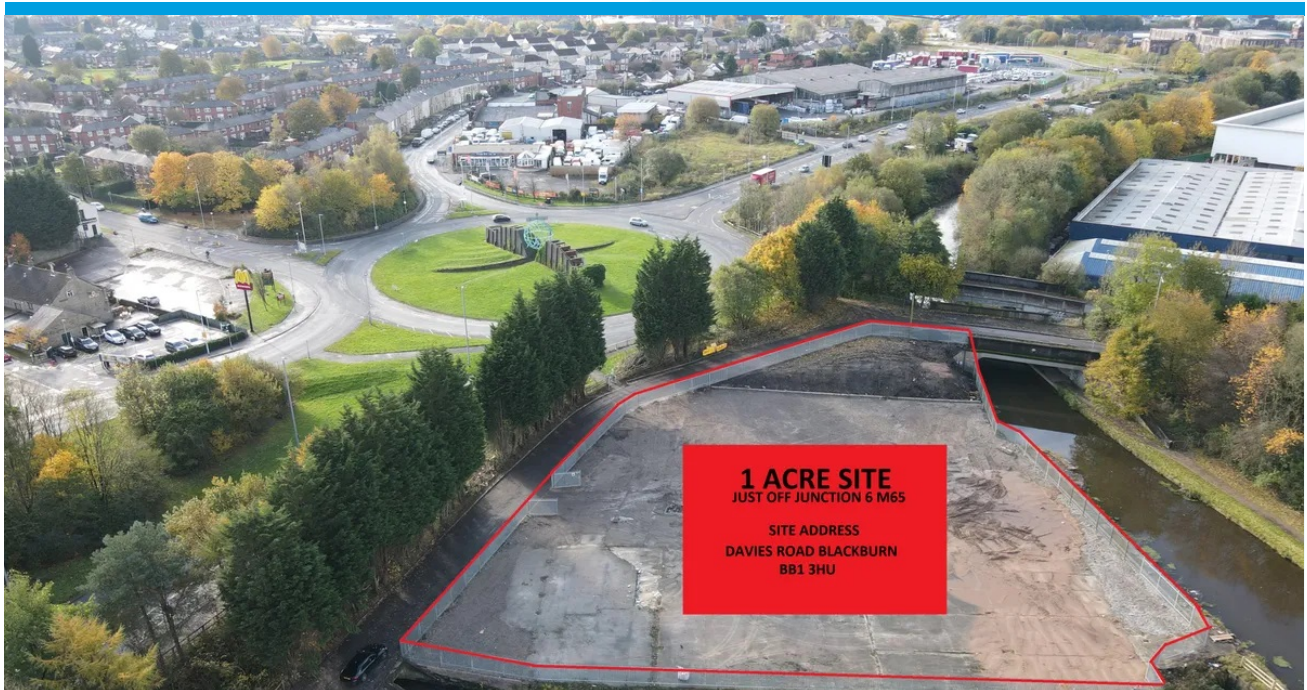 1 ACRE SITE
JUST OFF JUNCTION 6 M65
SITE ADDRESS
DAVIES ROAD BLACKBURN
BB1 3HU